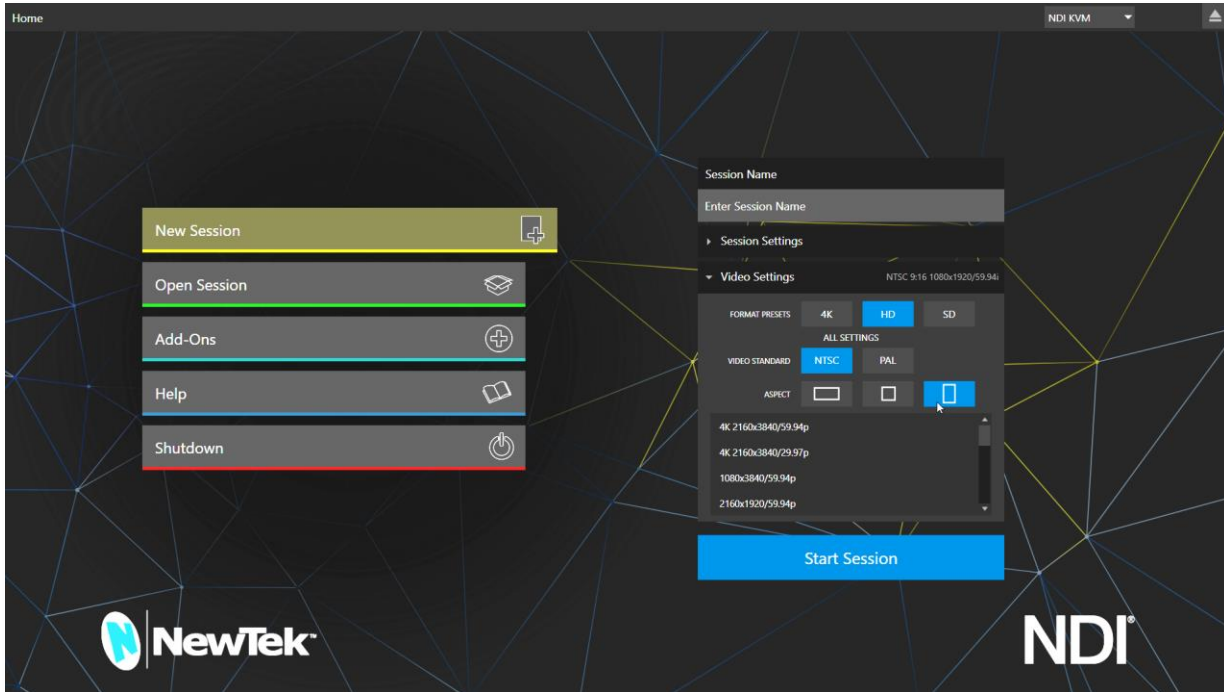 Home
NDI KVM
New Session
Open Session
Add-Ons
Help
Shutdown
Session Name
Enter Session Name
Session Settings
Video Settings NTSC 9:16 1080x1920/59.94i
FORMAT PRESETS 4K HD SD
ALL SETTINGS
VIDEO STANDARD NTSC PAL
ASPECT
4K 2160x3840/59.94p
4K 2160x3840/29.97p
1080x3840/59.94p
2160x1920/59.94p
Start Session
N NewTek™
NDI®